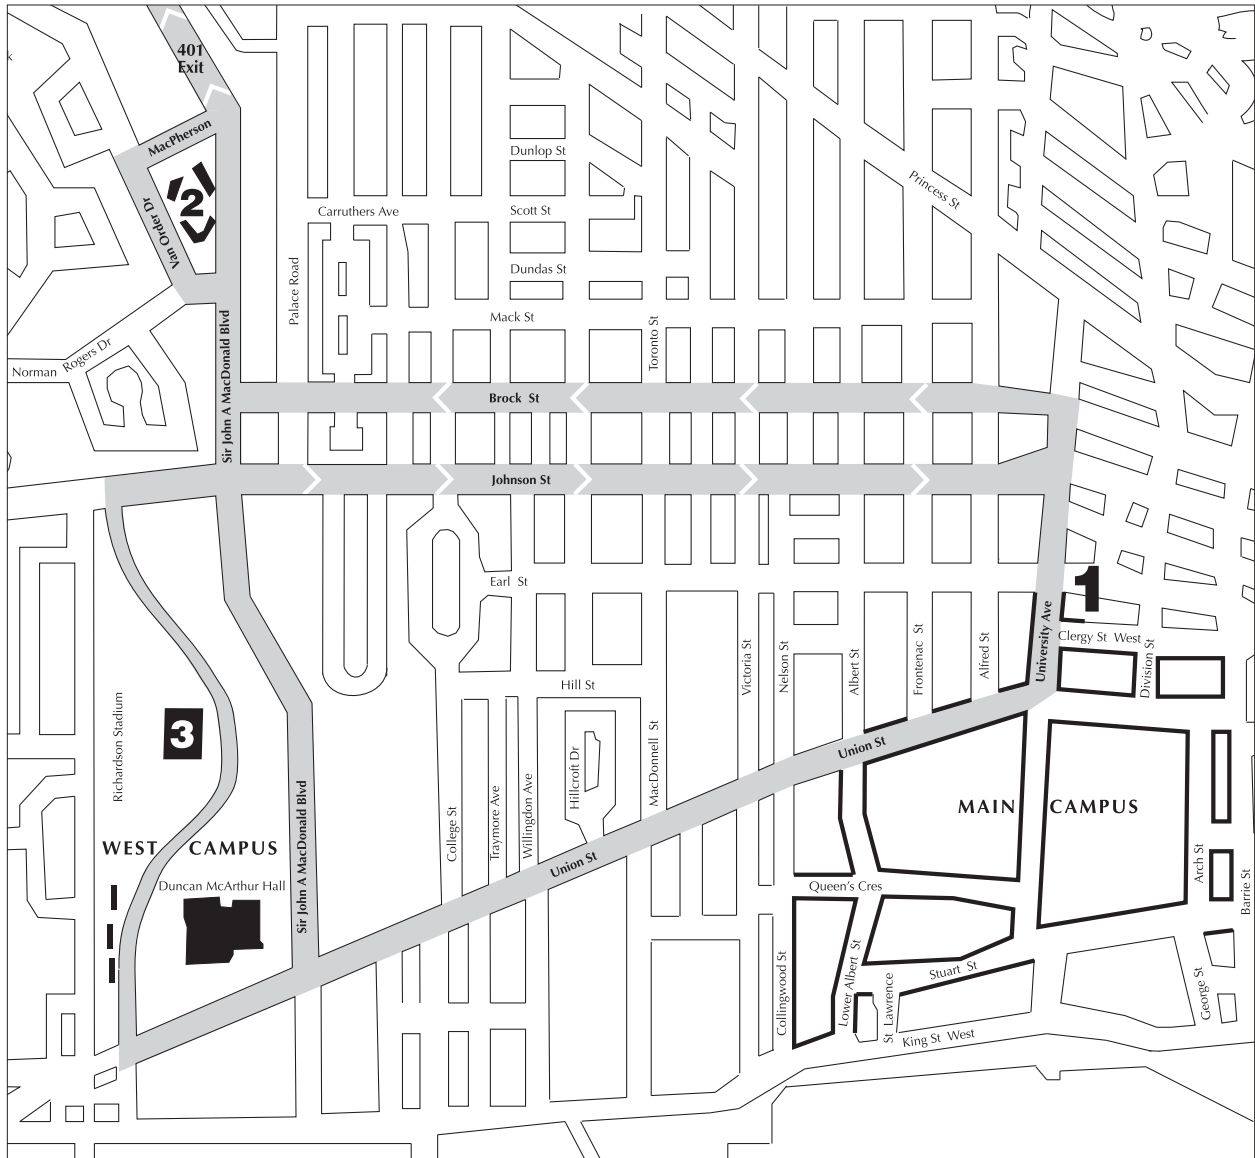 k
401
Exit
MacPherson
2
Van Order Dr
Dunlop St
Princess St
Carruthers Ave
Scott St
Dundas St
Palace Road
Mack St
Toronto St
Norman Rogers Dr
Sir John A MacDonald Blvd
Brock St
Johnson St
Earl St
1
University Ave
Clergy St West
Division St
Victoria St
Nelson St
Albert St
Frontenac St
Alfred St
Hill St
Richardson Stadium
3
Union St
Hillcroft Dr
MacDonnell St
College St
Traymore Ave
Willingdon Ave
Sir John A MacDonald Blvd
MAIN CAMPUS
WEST CAMPUS
Union St
Arch St
Barrie St
Duncan McArthur Hall
Queen's Cres
Collingwood St
Lower Albert St
St Lawrence
Stuart St
George St
King St West